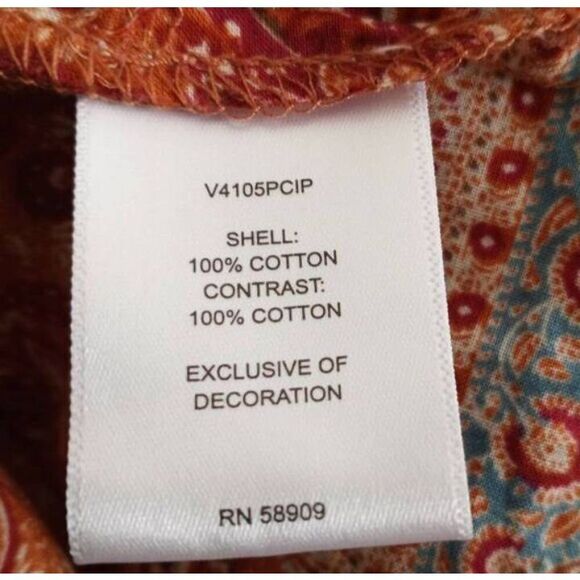 V4105PCIP
SHELL:
100% COTTON
CONTRAST:
100% COTTON
EXCLUSIVE OF
DECORATION
RN 58909